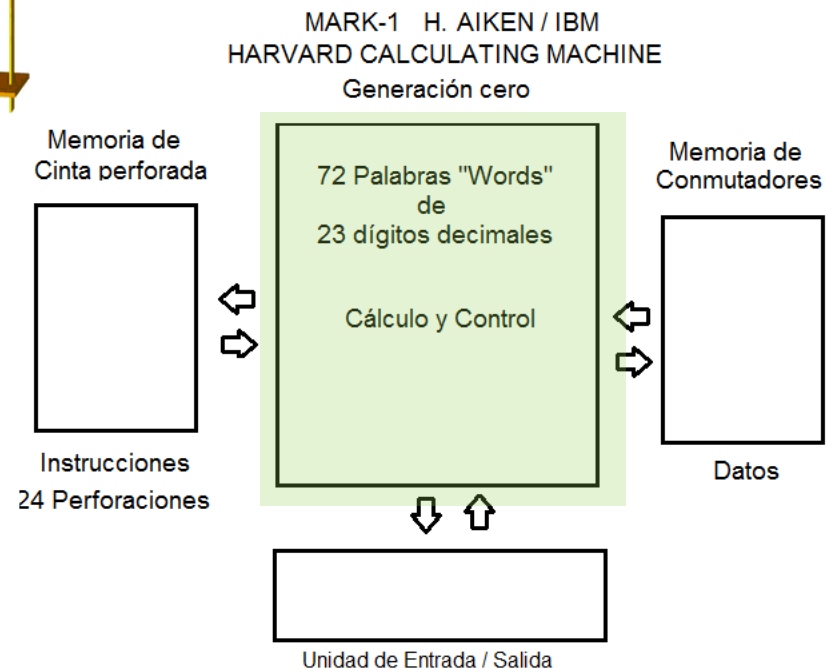 MARK-1 H. AIKEN / IBM
HARVARD CALCULATING MACHINE
Generación cero
Memoria de
Cinta perforada
72 Palabras "Words"
de
23 dígitos decimales
Cálculo y Control
Memoria de
Conmutadores
Instrucciones
24 Perforaciones
Datos
Unidad de Entrada / Salida